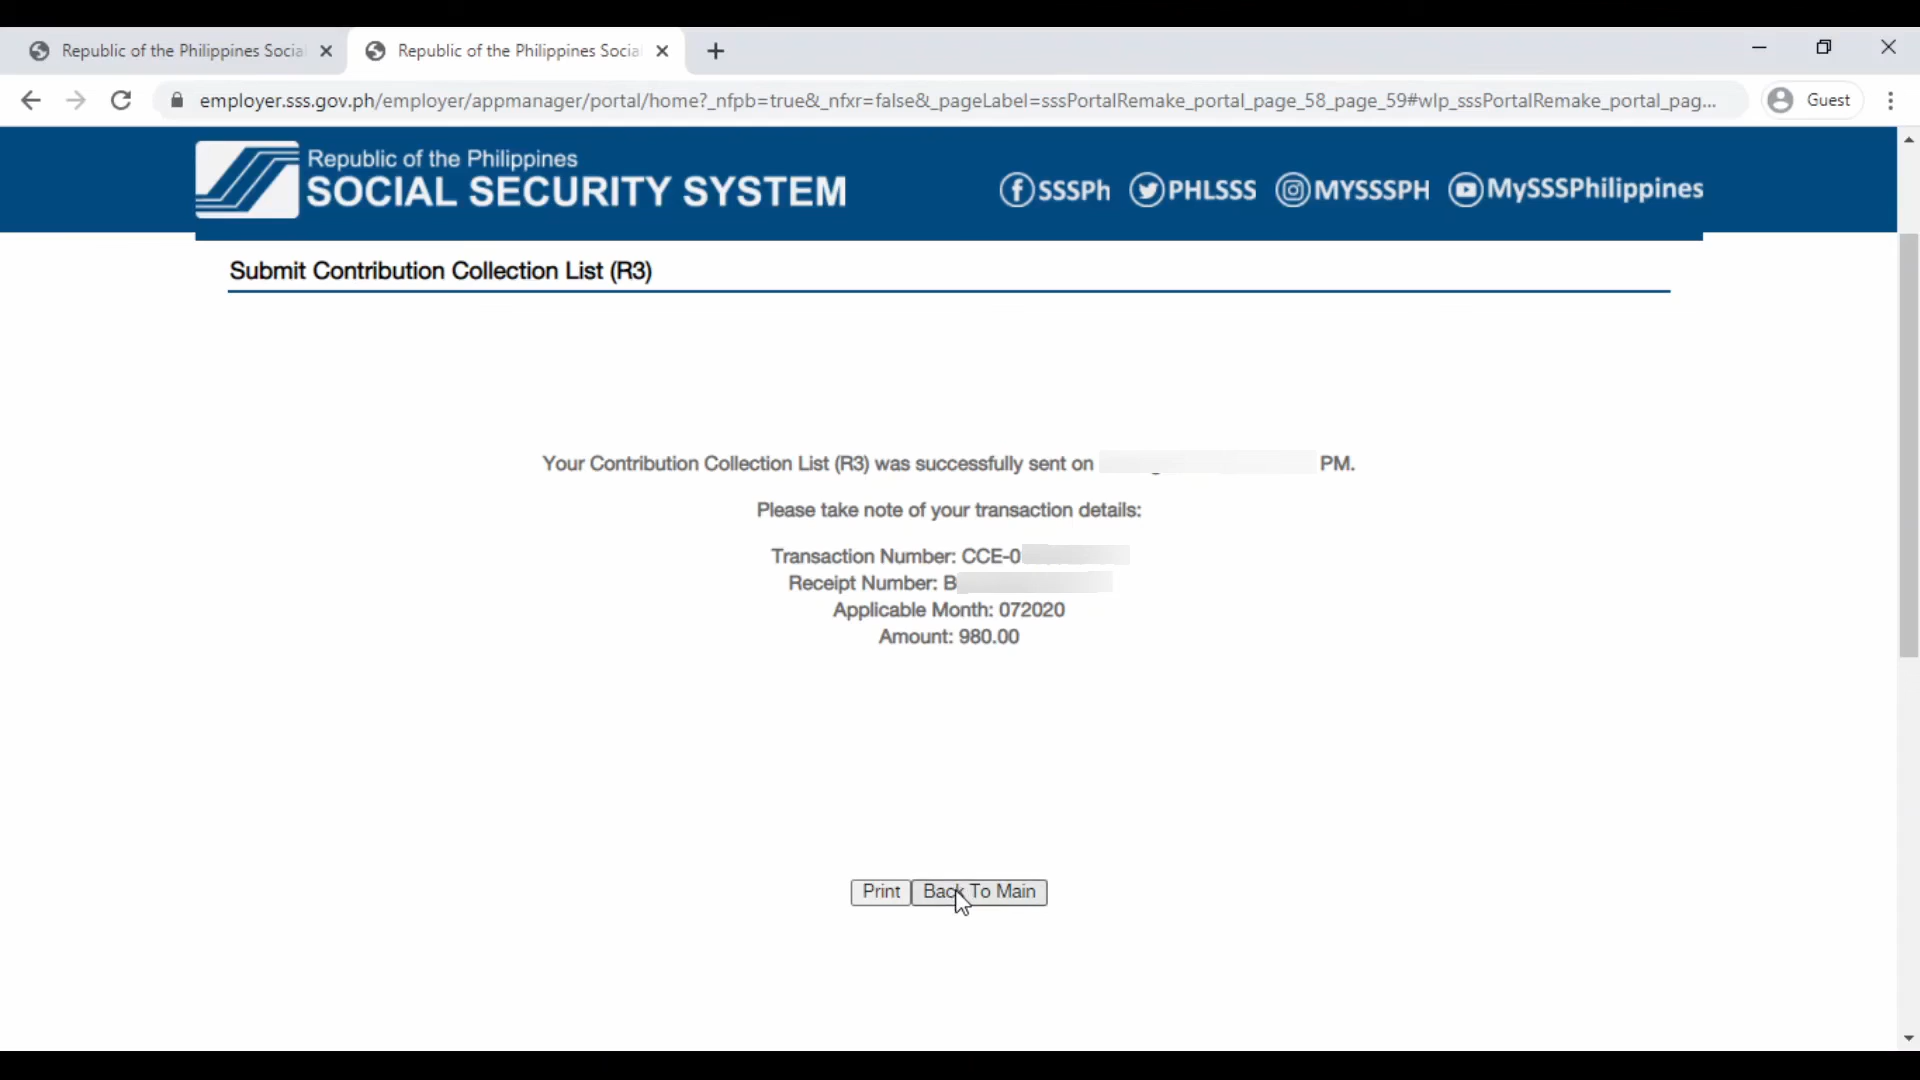 Republic of the Philippines Socia
Republic of the Philippines Socia
employer.sss.gov.ph/employer/appmanager/portal/home?_nfpb=true&_nfxr=false&_pageLabel=sssPortalRemake_portal_page_58_page_59#wlp_sssPortalRemake_portal_pag...
Guest
Republic of the Philippines
SOCIAL SECURITY SYSTEM
SSSPh PHLSSS MYSSSPH MySSSPhilippines
Submit Contribution Collection List (R3)
Your Contribution Collection List (R3) was successfully sent on PM.
Please take note of your transaction details:
Transaction Number: CCE-0
Receipt Number: B
Applicable Month: 072020
Amount: 980.00
Print Back To Main